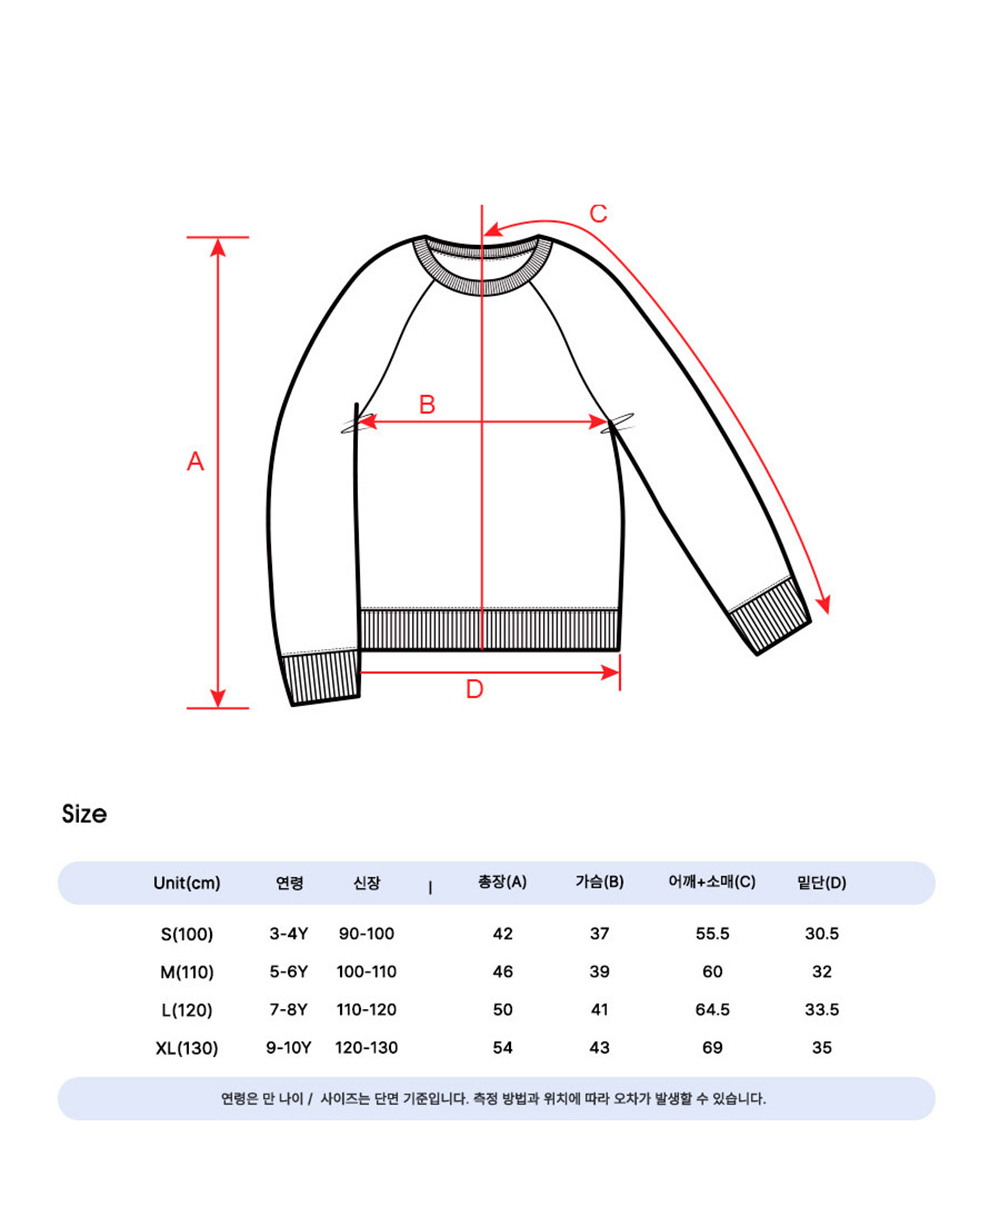 C
B
A
D
Size
Unit(cm) 연령 신장 | 총장(A) 가슴(B) 어깨+소매(C) 밑단(D)
S(100) 3-4Y 90-100 42 37 55.5 30.5
M(110) 5-6Y 100-110 46 39 60 32
L(120) 7-8Y 110-120 50 41 64.5 33.5
XL(130) 9-10Y 120-130 54 43 69 35
연령은 만 나이 / 사이즈는 단면 기준입니다. 측정 방법과 위치에 따라 오차가 발생할 수 있습니다.